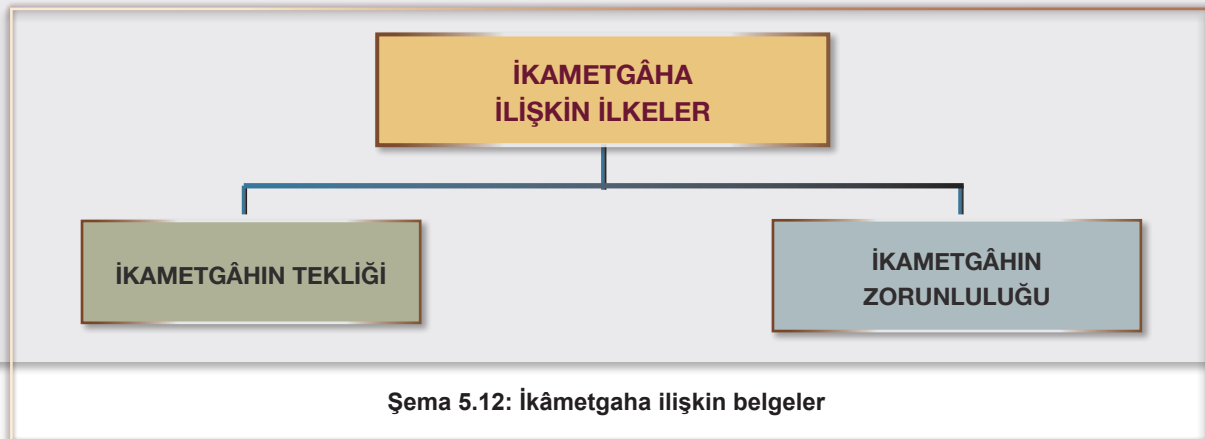 İKAMETGÂHA
İLİŞKİN İLKELER
İKAMETGÂHIN TEKLİĞİ
İKAMETGÂHIN
ZORUNLULUĞU
Şema 5.12: İkâmetgaha ilişkin belgeler